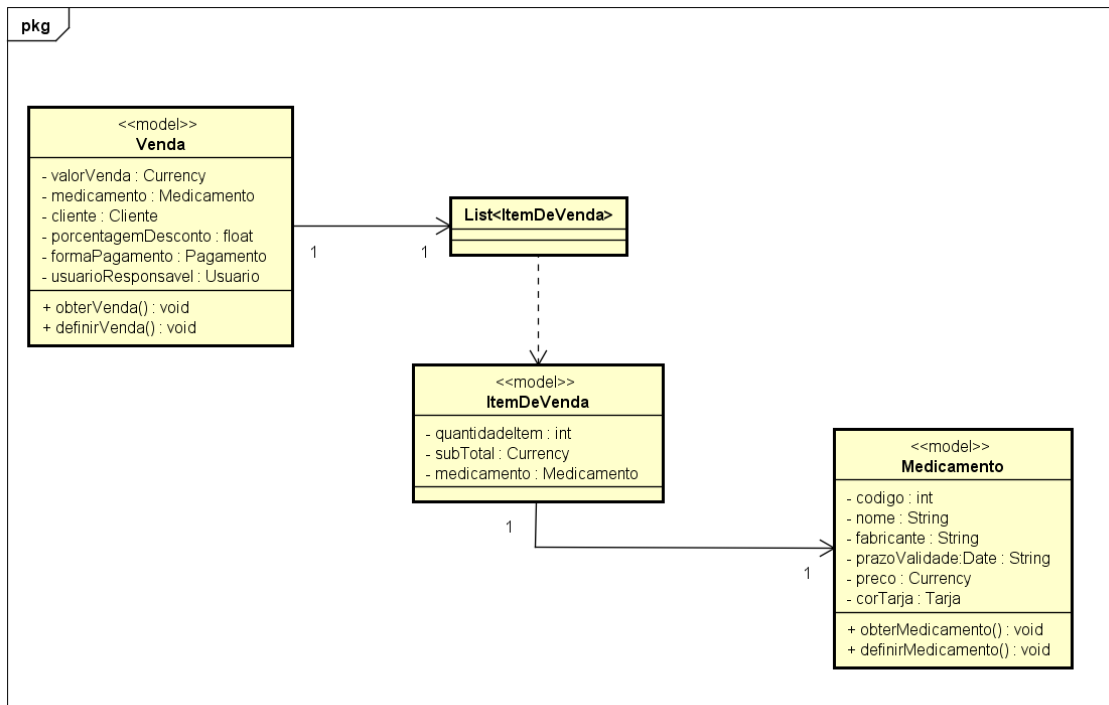 pkg
<<model>>
Venda
- valorVenda : Currency
- medicamento : Medicamento
- cliente : Cliente
- porcentagemDesconto : float
- formaPagamento : Pagamento
- usuarioResponsavel : Usuario
+ obterVenda() : void
+ definirVenda() : void
1
1
List<ItemDeVenda>
<<model>>
ItemDeVenda
- quantidadeItem : int
- subTotal : Currency
- medicamento : Medicamento
1
1
<<model>>
Medicamento
- codigo : int
- nome : String
- fabricante : String
- prazoValidade:Date : String
- preco : Currency
- corTarja : Tarja
+ obterMedicamento() : void
+ definirMedicamento() : void